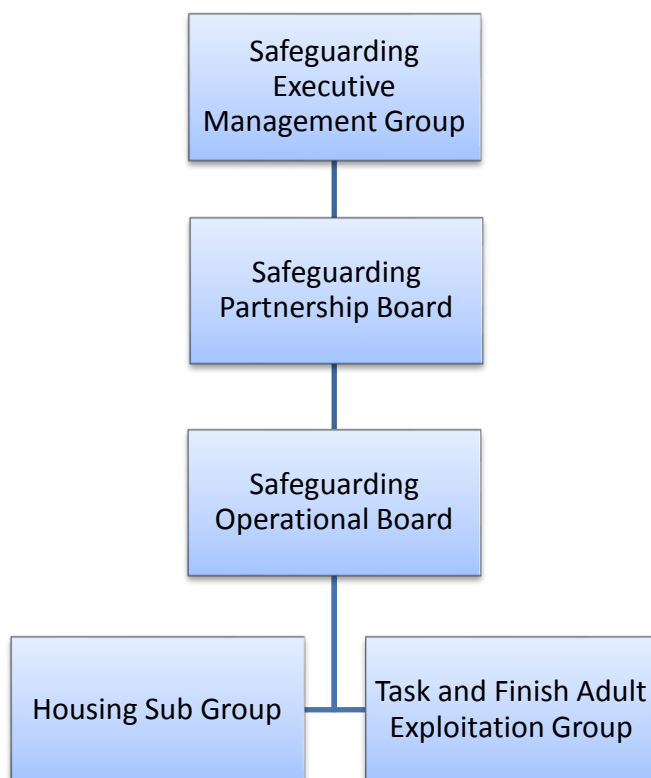 Safeguarding
Executive
Management Group
Safeguarding
Partnership Board
Safeguarding
Operational Board
Housing Sub Group
Task and Finish Adult
Exploitation Group